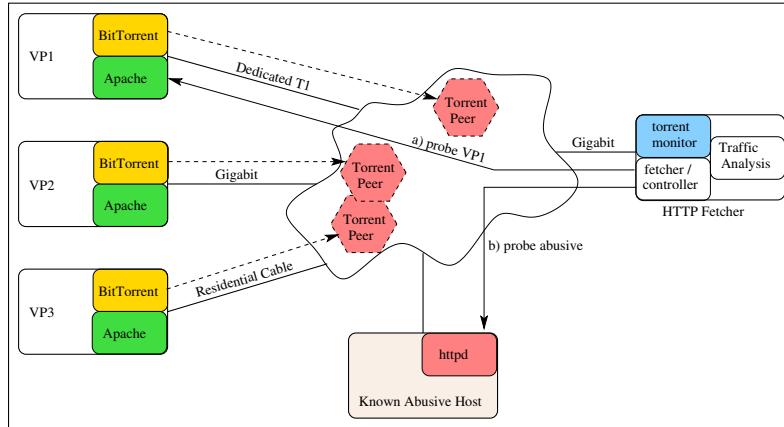 VP1
BitTorrent
Apache
Dedicated T1
Torrent
Peer
a) probe VP1
Gigabit
torrent
monitor
fetcher /
controller
Traffic
Analysis
HTTP Fetcher
VP2
BitTorrent
Apache
Gigabit
Torrent
Peer
Torrent
Peer
b) probe abusive
VP3
BitTorrent
Apache
Residential Cable
httpd
Known Abusive Host